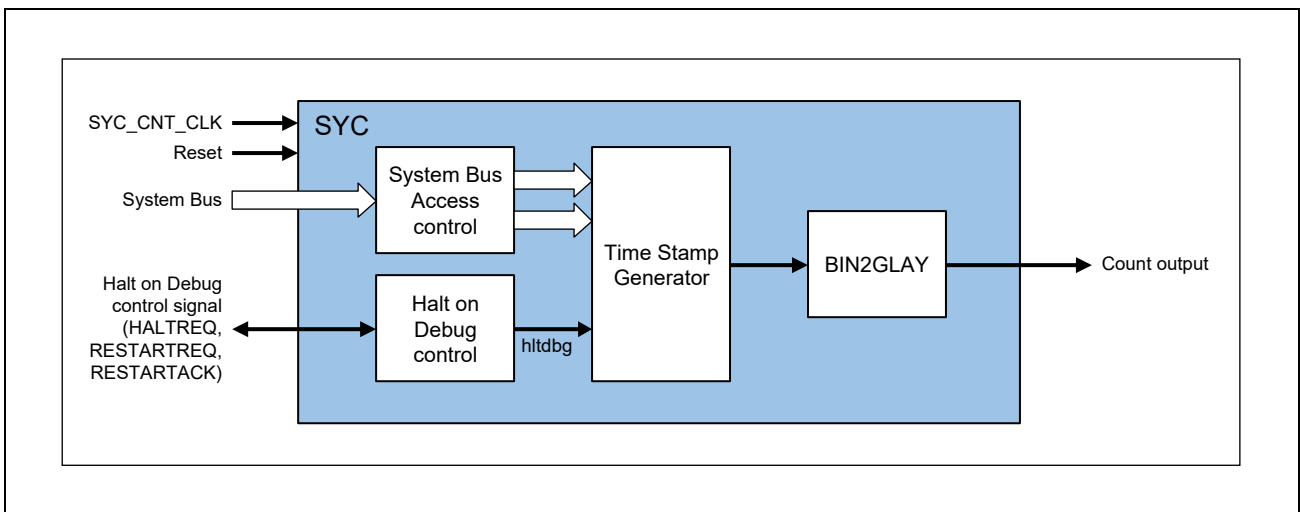 SYC_CNT_CLK
Reset
System Bus
Halt on Debug
control signal
(HALTREQ,
RESTARTREQ,
RESTARTACK)
SYC
System Bus
Access
control
Halt on
Debug
control
hltdbg
Time Stamp
Generator
BIN2GLAY
Count output